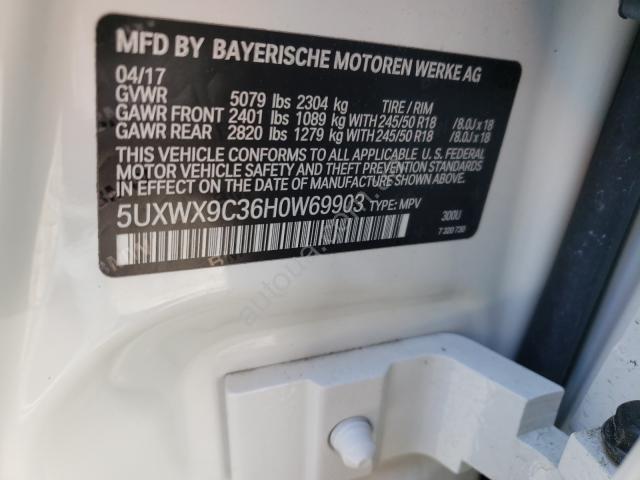 MFD BY BAYERISCHE MOTOREN WERKE AG
04/17
GVWR 5079 lbs 2304 kg TIRE / RIM
GAWR FRONT 2401 lbs 1089 kg WITH 245/50 R18 /8.0J x 18
GAWR REAR 2820 lbs 1279 kg WITH 245/50 R18 /8.0J x 18
THIS VEHICLE CONFORMS TO ALL APPLICABLE U.S. FEDERAL
MOTOR VEHICLE SAFETY AND THEFT PREVENTION STANDARDS
IN EFFECT ON THE DATE OF MANUFACTURE SHOWN ABOVE.
5UXWX9C36H0W69903 TYPE: MPV 300U
7 320 730